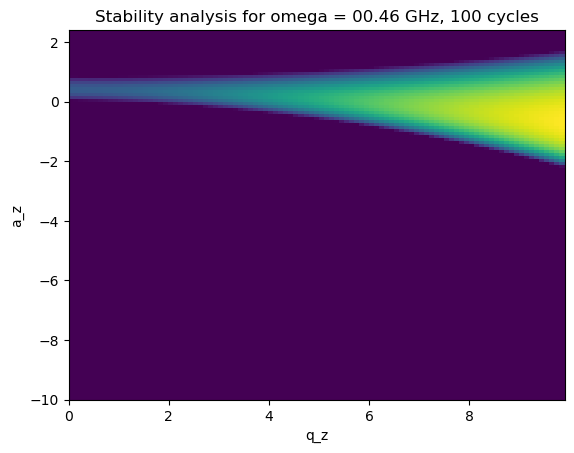 Stability analysis for omega = 00.46 GHz, 100 cycles
2
0
−2
−4
−6
−8
−10
a_z
0 2 4 6 8
q_z